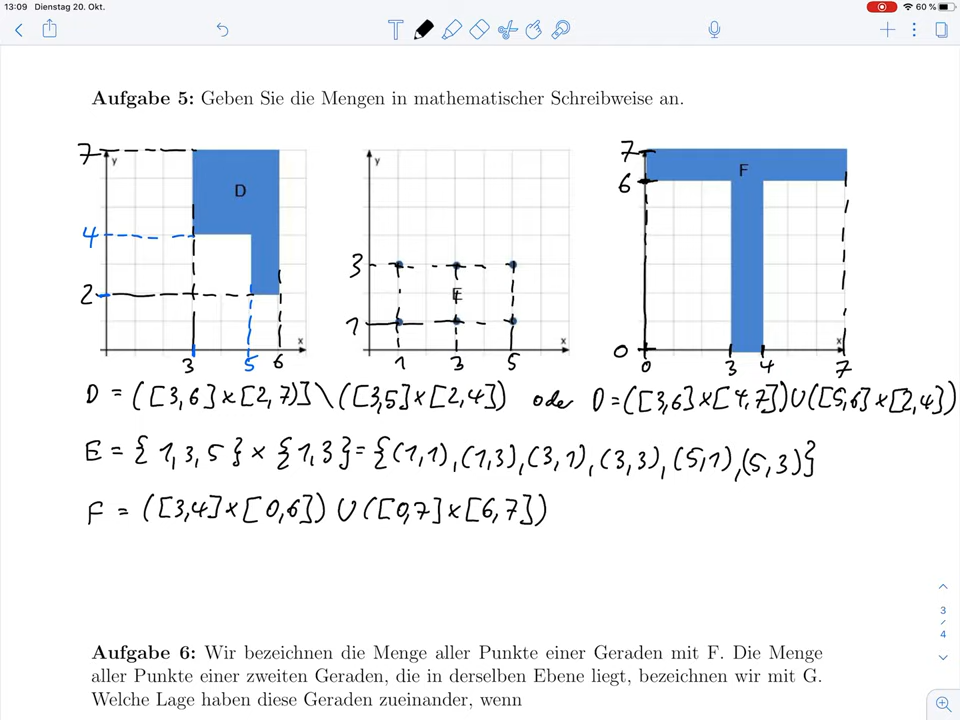 13:09 Dienstag 20. Okt. 60 %
Aufgabe 5: Geben Sie die Mengen in mathematischer Schreibweise an.
7 y D 4 2 3 5 6 x
y 3 E 1 1 3 5 x
7 6 F 0 0 3 4 x 7
D = ([3,6]×[2,7)]\([3,5]×[2,4]) oder D=([3,6]×[4,7])∪([5,6]×[2,4])
E = {1,3,5}×{1,3}={(1,1),(1,3),(3,1),(3,3),(5,1),(5,3)}
F = ([3,4]×[0,6])∪([0,7]×[6,7])
3
/
4
Aufgabe 6: Wir bezeichnen die Menge aller Punkte einer Geraden mit F. Die Menge
aller Punkte einer zweiten Geraden, die in derselben Ebene liegt, bezeichnen wir mit G.
Welche Lage haben diese Geraden zueinander, wenn